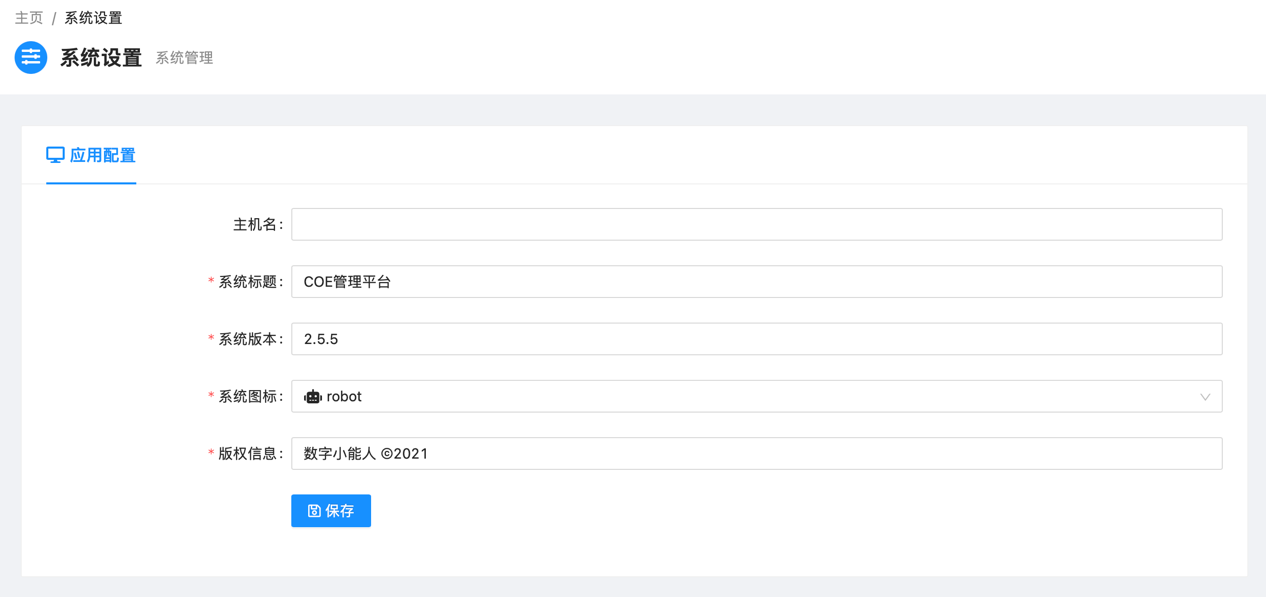 主页 / 系统设置
系统设置 系统管理
应用配置
主机名:
* 系统标题: COE管理平台
* 系统版本: 2.5.5
* 系统图标: robot
* 版权信息: 数字小能人 ©2021
保存